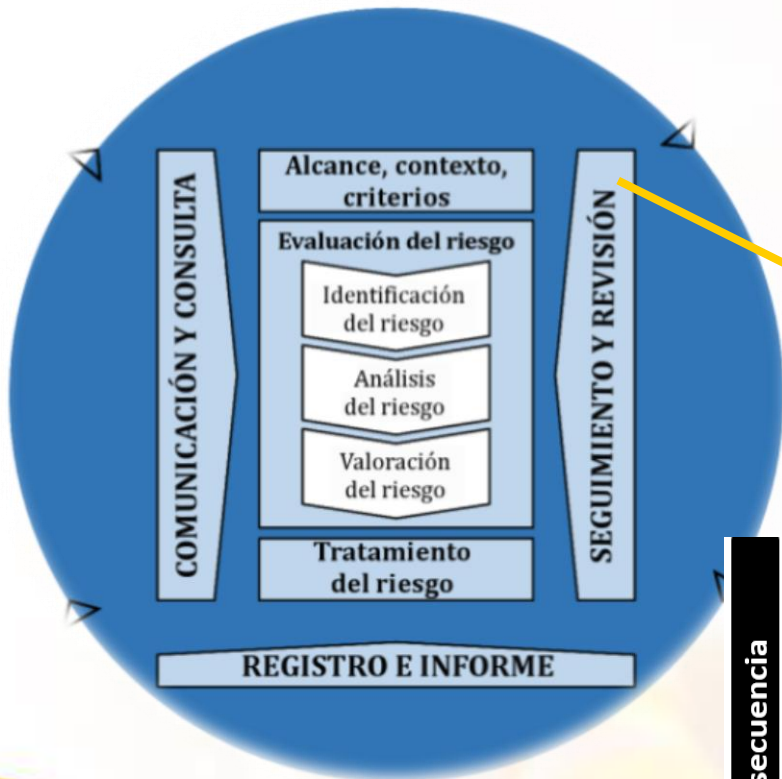 Alcance, contexto,
criterios
Evaluación del riesgo
Identificación
del riesgo
Análisis
del riesgo
Valoración
del riesgo
Tratamiento
del riesgo
COMUNICACIÓN Y CONSULTA
SEGUIMIENTO Y REVISIÓN
REGISTRO E INFORME
secuencia